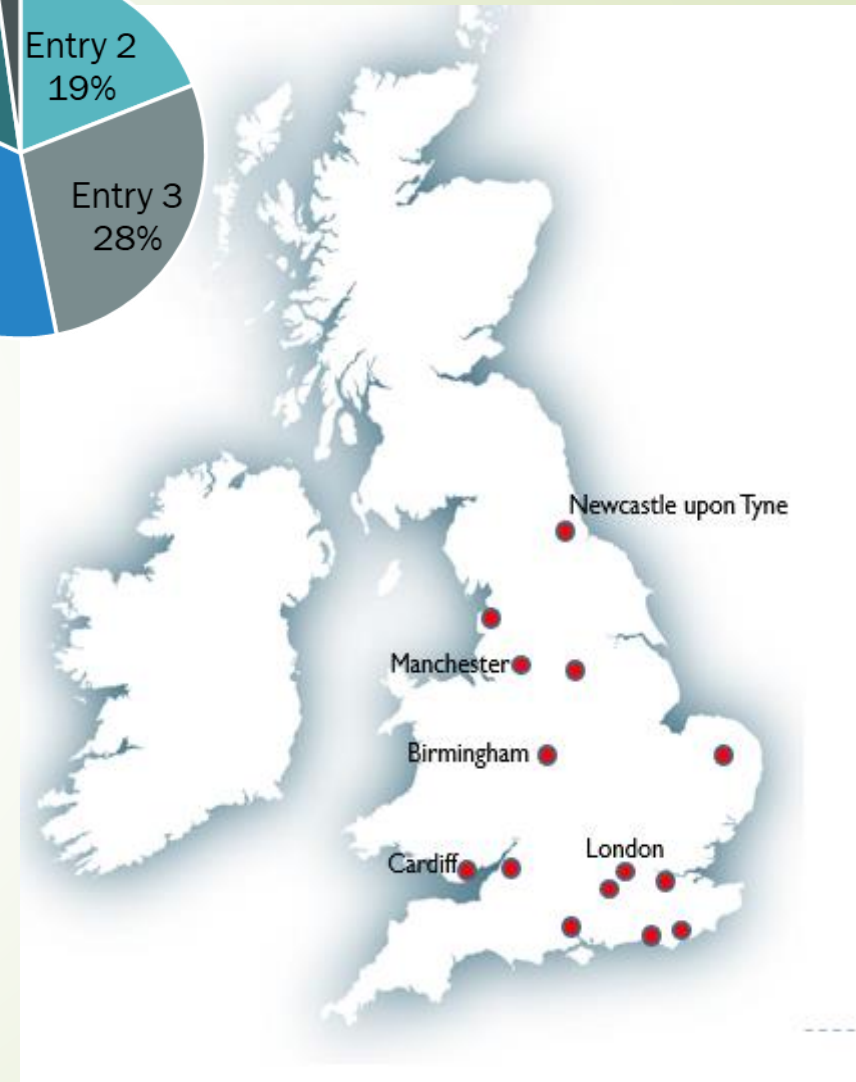 Entry 2
19%
Entry 3
28%
Newcastle upon Tyne
Manchester
Birmingham
London
Cardiff